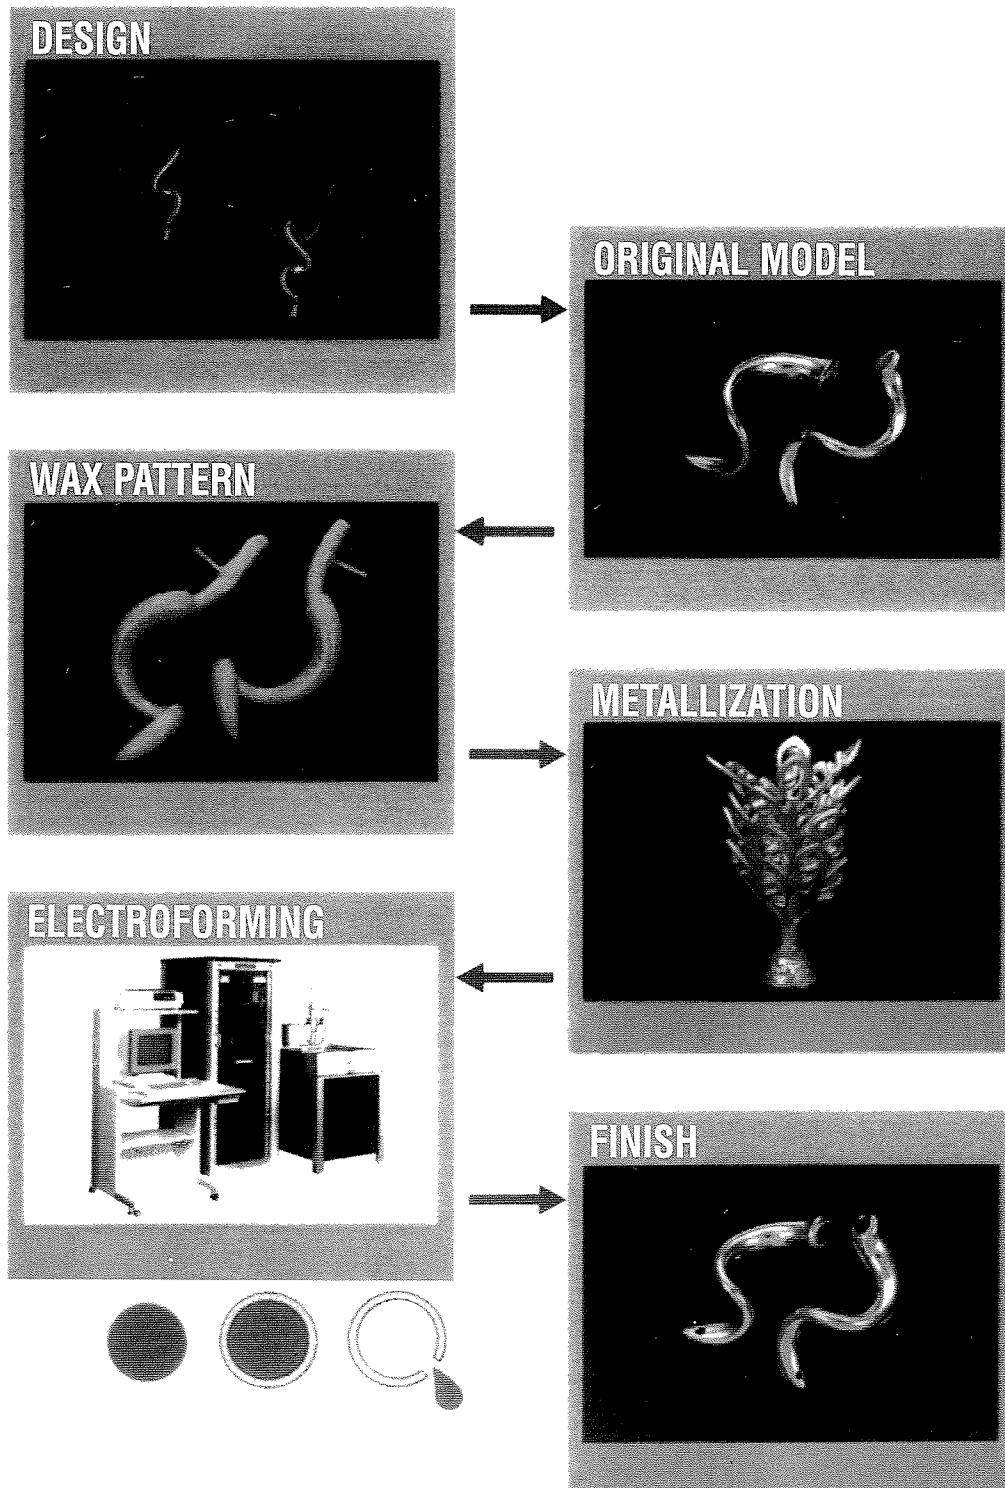 DESIGN
ORIGINAL MODEL
WAX PATTERN
METALLIZATION
ELECTROFORMING
FINISH